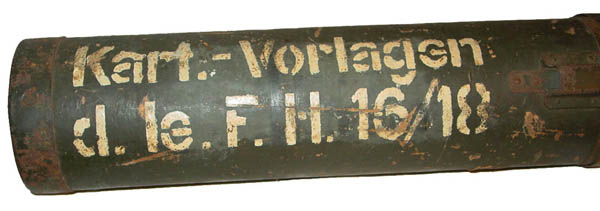 Kart.-Vorlagen
d. le. F. H. 16/18